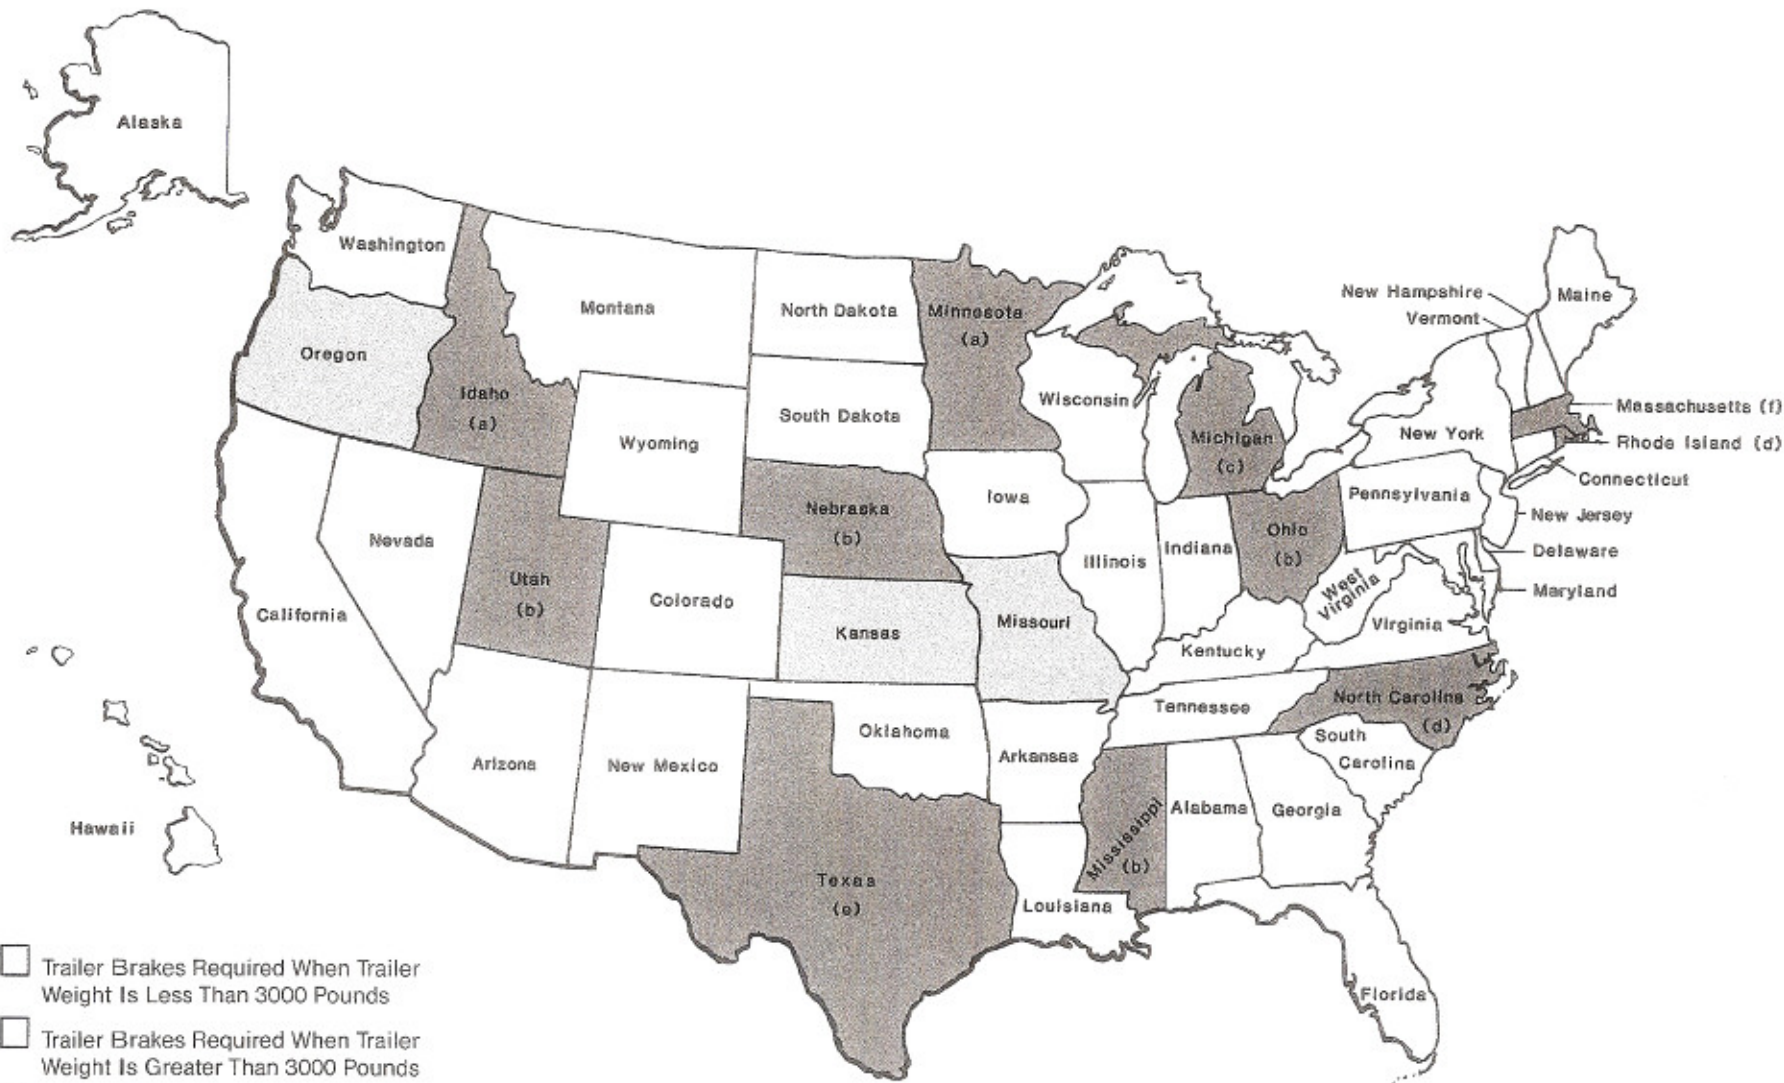 Alaska
Washington
Oregon
Idaho
(a)
Montana
North Dakota
Minnesota
(a)
South Dakota
Wyoming
Wisconsin
Michigan
(c)
New Hampshire
Vermont
Maine
Massachusetts (f)
Rhode Island (d)
Connecticut
New York
Pennsylvania
New Jersey
Delaware
Maryland
Nevada
Utah
(b)
California
Colorado
Nebraska
(b)
Iowa
Illinois
Indiana
Ohio
(b)
West
Virginia
Virginia
Kansas
Missouri
Kentucky
Tennessee
North Carolina
(d)
South
Carolina
Arizona
New Mexico
Oklahoma
Arkansas
Texas
(e)
Louisiana
Mississippi
(b)
Alabama
Georgia
Florida
Hawaii
Trailer Brakes Required When Trailer
Weight Is Less Than 3000 Pounds
Trailer Brakes Required When Trailer
Weight Is Greater Than 3000 Pounds